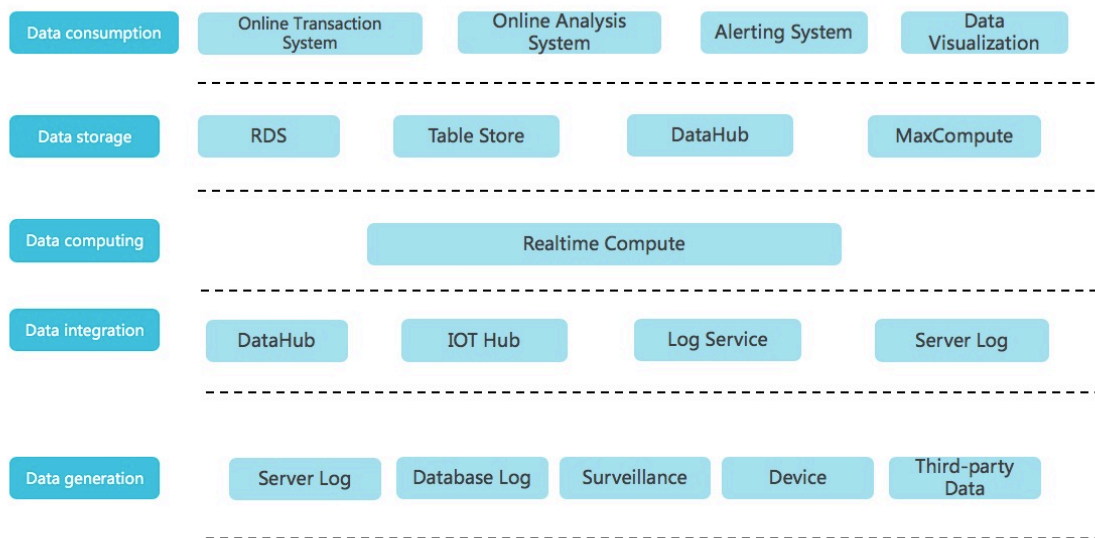 Data consumption
Online Transaction
System
Online Analysis
System
Alerting System
Data
Visualization
Data storage
RDS
Table Store
DataHub
MaxCompute
Data computing
Realtime Compute
Data integration
DataHub
IOT Hub
Log Service
Server Log
Data generation
Server Log
Database Log
Surveillance
Device
Third-party
Data